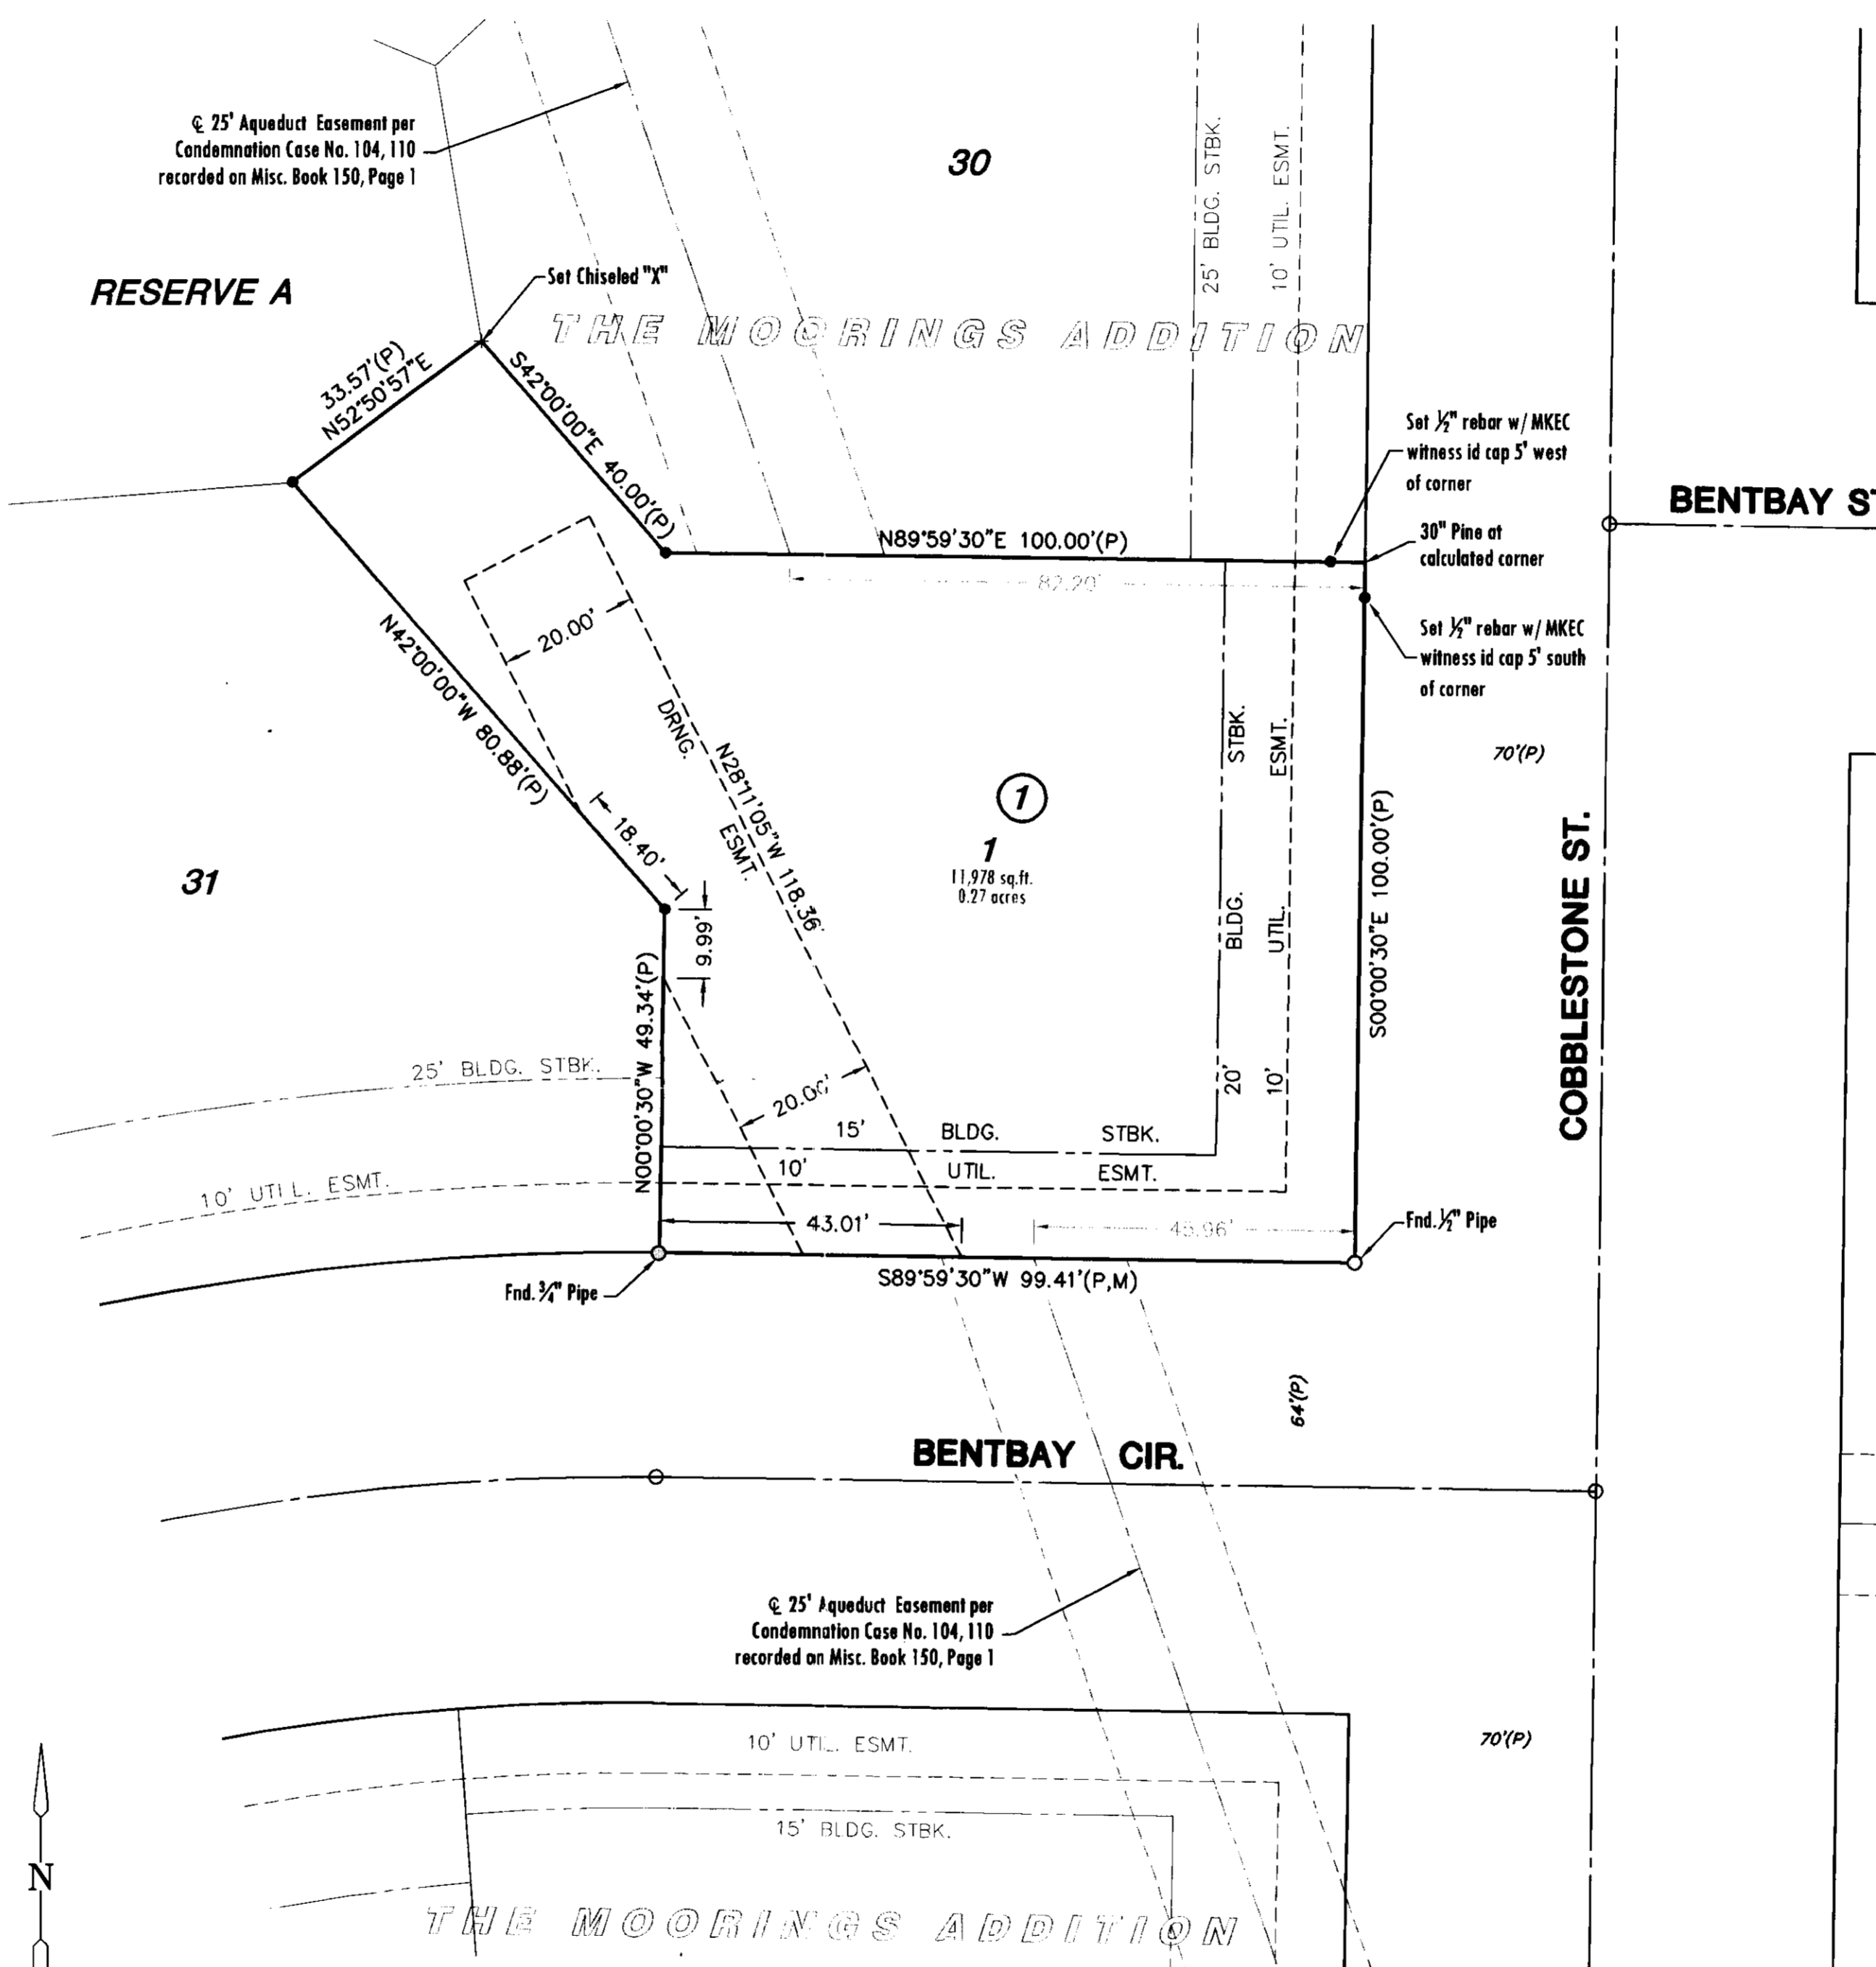 ℄ 25' Aqueduct Easement per
Condemnation Case No. 104, 110
recorded on Misc. Book 150, Page 1
30
25' BLDG. STBK.
10' UTIL. ESMT.
RESERVE A
Set Chiseled "X"
THE MOORINGS ADDITION
33.57'(P)
N52°50'57"E
S42°00'00"E 40.00'(P)
Set ½" rebar w/ MKEC
witness id cap 5' west
of corner
BENTBAY ST
30" Pine at
calculated corner
N89°59'30"E 100.00'(P)
82.20'
Set ½" rebar w/ MKEC
witness id cap 5' south
of corner
20.00'
N42°00'00"W 80.88'(P)
DRNG. ESMT.
N28°11'05"W 118.36'
BLDG. STBK.
UTIL. ESMT.
70'(P)
1
1
11,978 sq.ft.
0.27 acres
18.40'
9.99'
31
S00°00'30"E 100.00'(P)
COBBLESTONE ST.
N00°00'30"W 49.34'(P)
25' BLDG. STBK.
20.00'
20'
10'
15' BLDG. STBK.
10' UTIL. ESMT.
10' UTIL. ESMT.
43.01'
45.96'
Fnd. ½" Pipe
Fnd. ¾" Pipe
S89°59'30"W 99.41'(P,M)
64'(P)
BENTBAY CIR.
℄ 25' Aqueduct Easement per
Condemnation Case No. 104, 110
recorded on Misc. Book 150, Page 1
10' UTIL. ESMT.
70'(P)
15' BLDG. STBK.
N
THE MOORINGS ADDITION